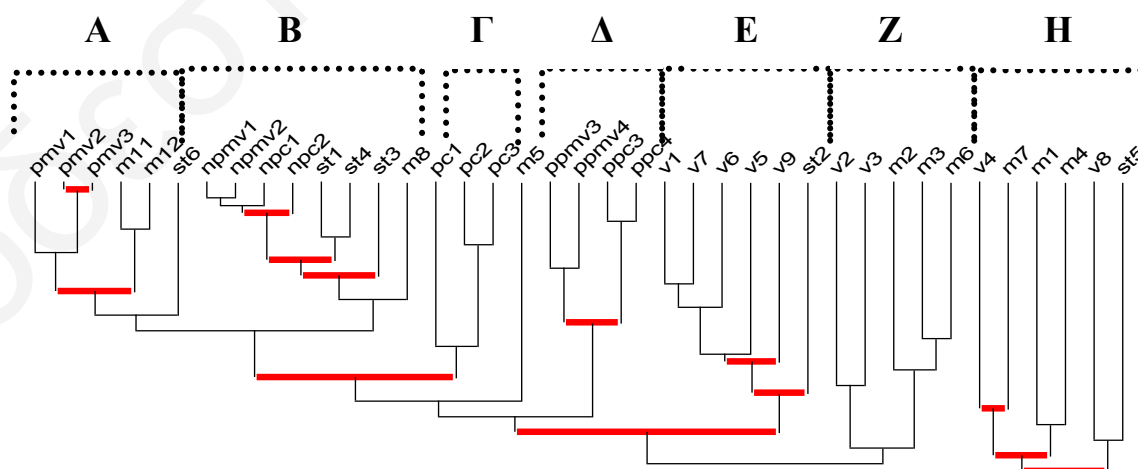 Α Β Γ Δ Ε Ζ Η
pmv1 pmv2 pmv3 m11 m12 st6 npmv1 npmv2 npc1 npc2 st1 st4 st3 m8 pc1 pc2 pc3 m5 ppmv3 ppmv4 ppc3 ppc4 v1 v7 v6 v5 v9 st2 v2 v3 m2 m3 m6 v4 m7 m1 m4 v8 st5